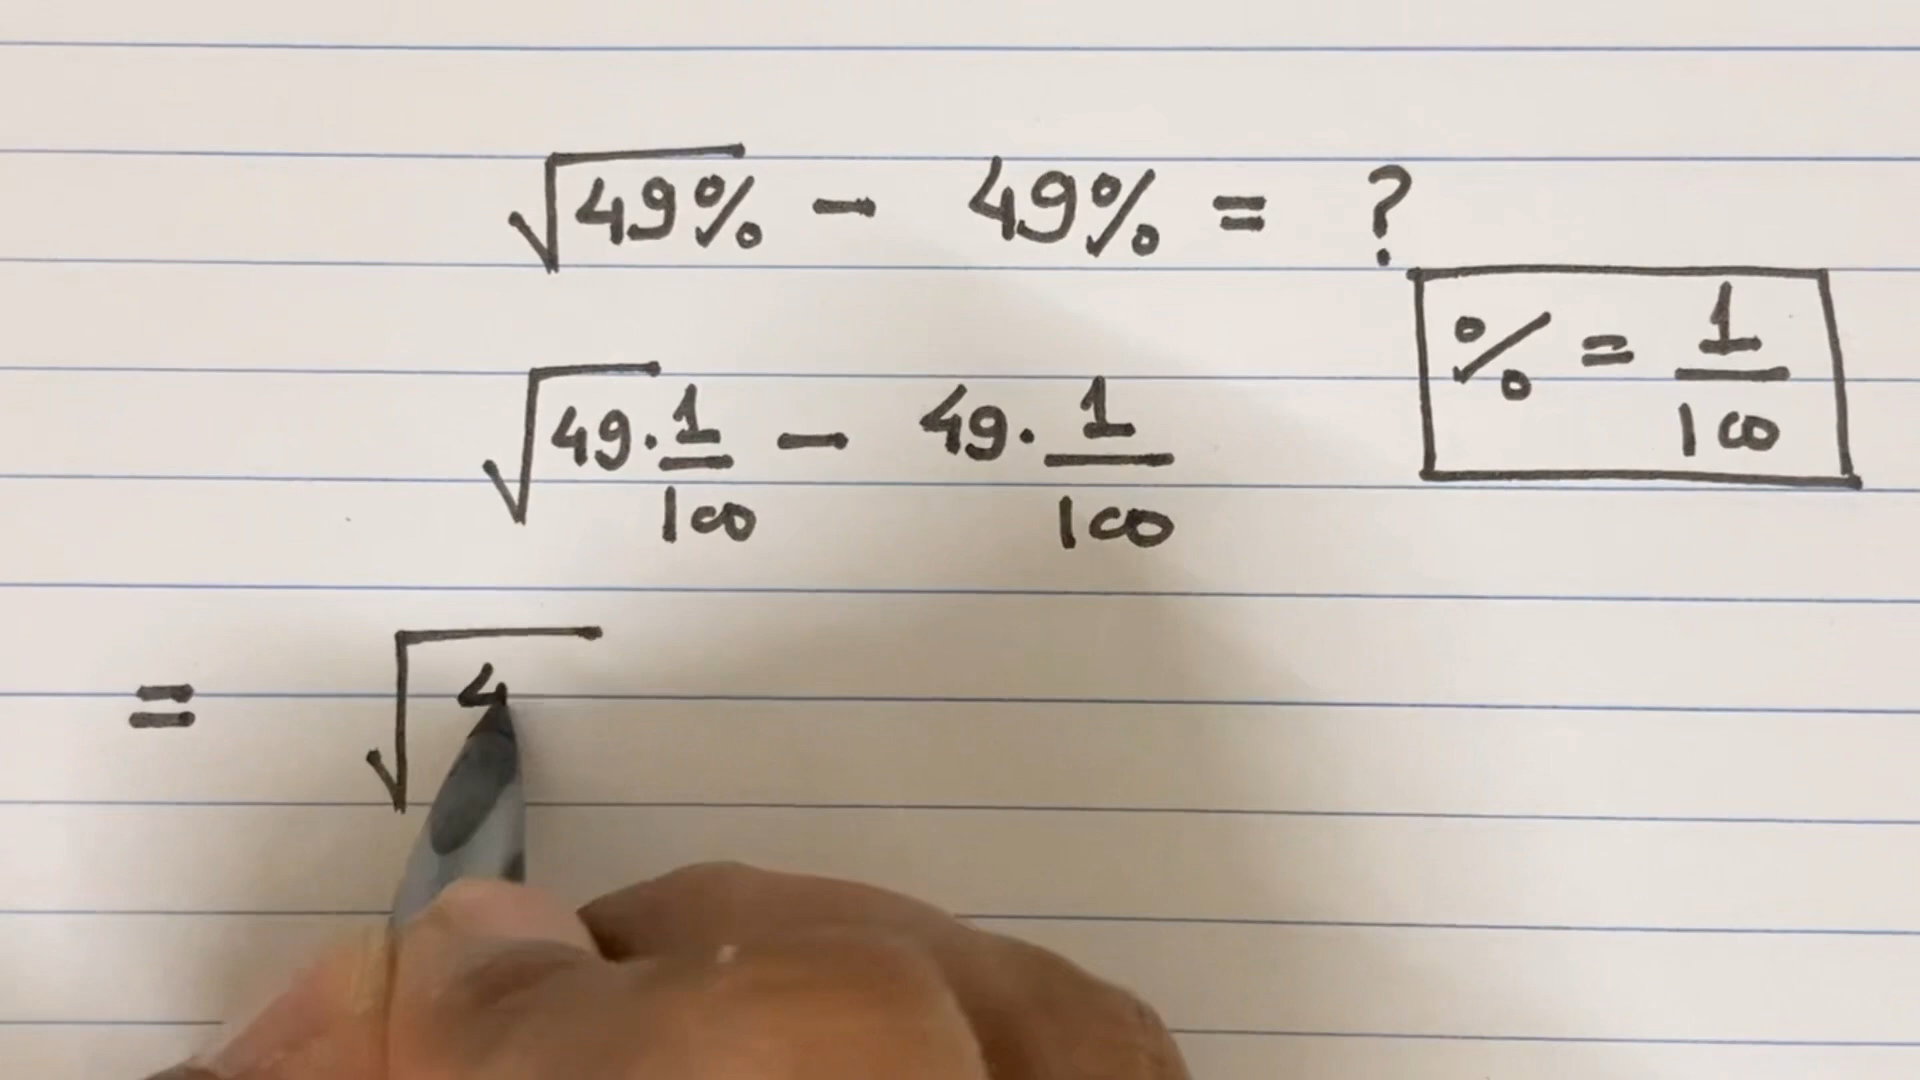 √49% - 49% = ?
% = 1/100
√49.1/100 - 49.1/100
= √4